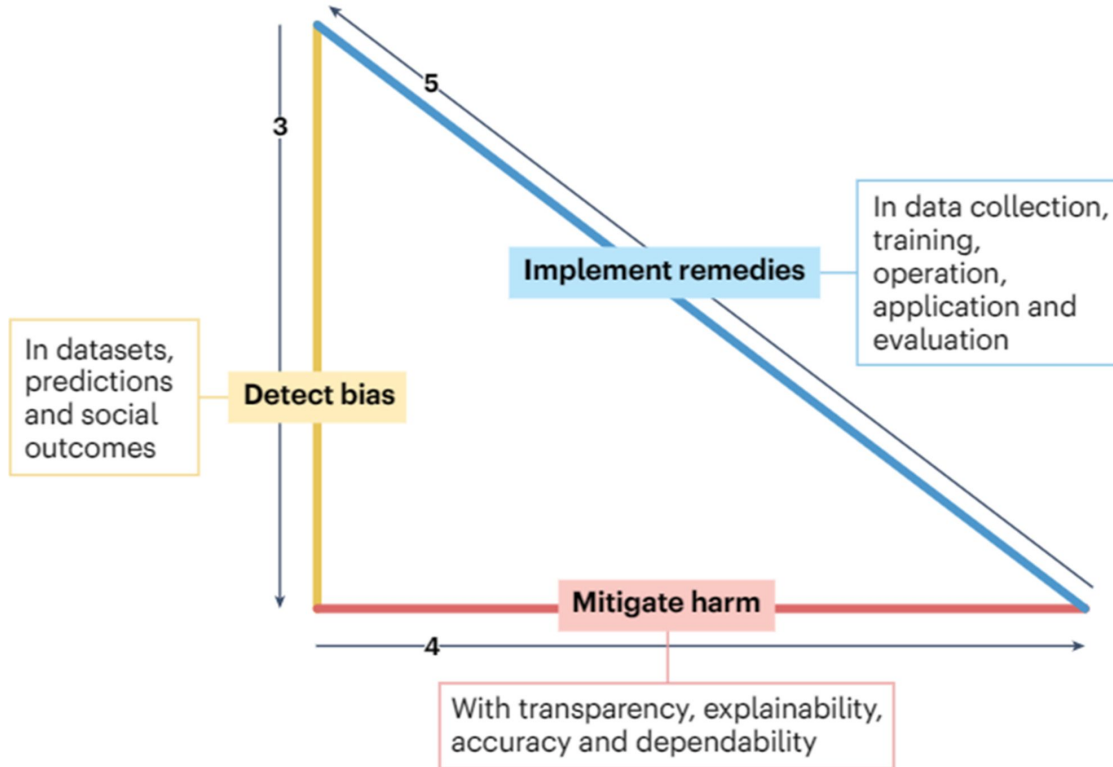 5
3
Implement remedies
In data collection,
training,
operation,
application and
evaluation
In datasets,
predictions
and social
outcomes
Detect bias
Mitigate harm
4
With transparency, explainability,
accuracy and dependability